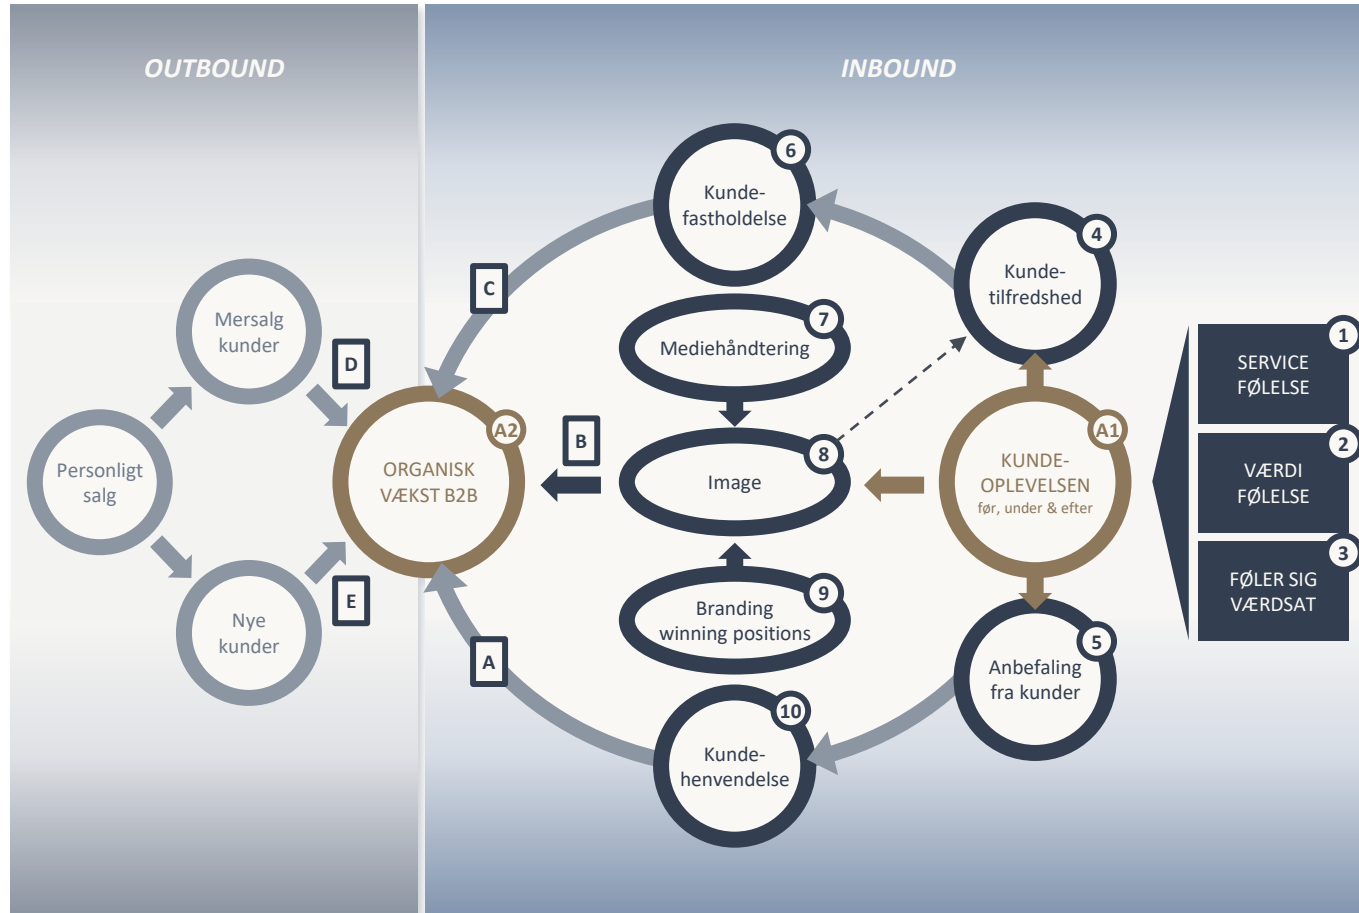 OUTBOUND
INBOUND
6
Kunde-
fastholdelse
4
Kunde-
tilfredshed
C
7
Mediehåndtering
1
SERVICE
FØLELSE
Mersalg
kunder
D
A2
ORGANISK
VÆKST B2B
B
8
Image
A1
KUNDE-
OPLEVELSEN
før, under & efter
2
VÆRDI
FØLELSE
Personligt
salg
3
FØLER SIG
VÆRDSAT
E
Nye
kunder
9
Branding
winning positions
A
5
Anbefaling
fra kunder
10
Kunde-
henvendelse